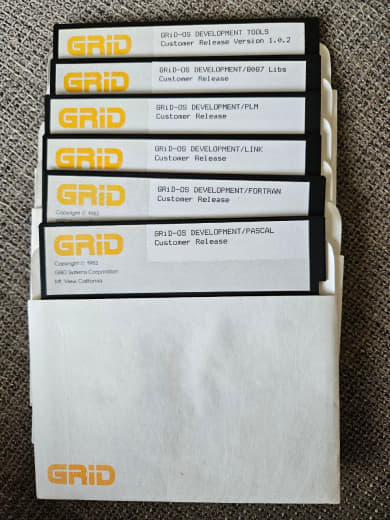 GRiD
GRiD-OS DEVELOPMENT TOOLS
Customer Release Version 1.0.2
GRiD
GRiD-OS DEVELOPMENT/8087 Libs
Customer Release
GRiD
GRiD-OS DEVELOPMENT/PLM
Customer Release
GRiD
GRiD-OS DEVELOPMENT/LINK
Customer Release
GRiD
GRiD-OS DEVELOPMENT/FORTRAN
Customer Release
Copyright © 1982
GRiD
GRiD-OS DEVELOPMENT/PASCAL
Customer Release
Copyright © 1982
GRiD Systems Corporation
Mt. View, California
GRiD